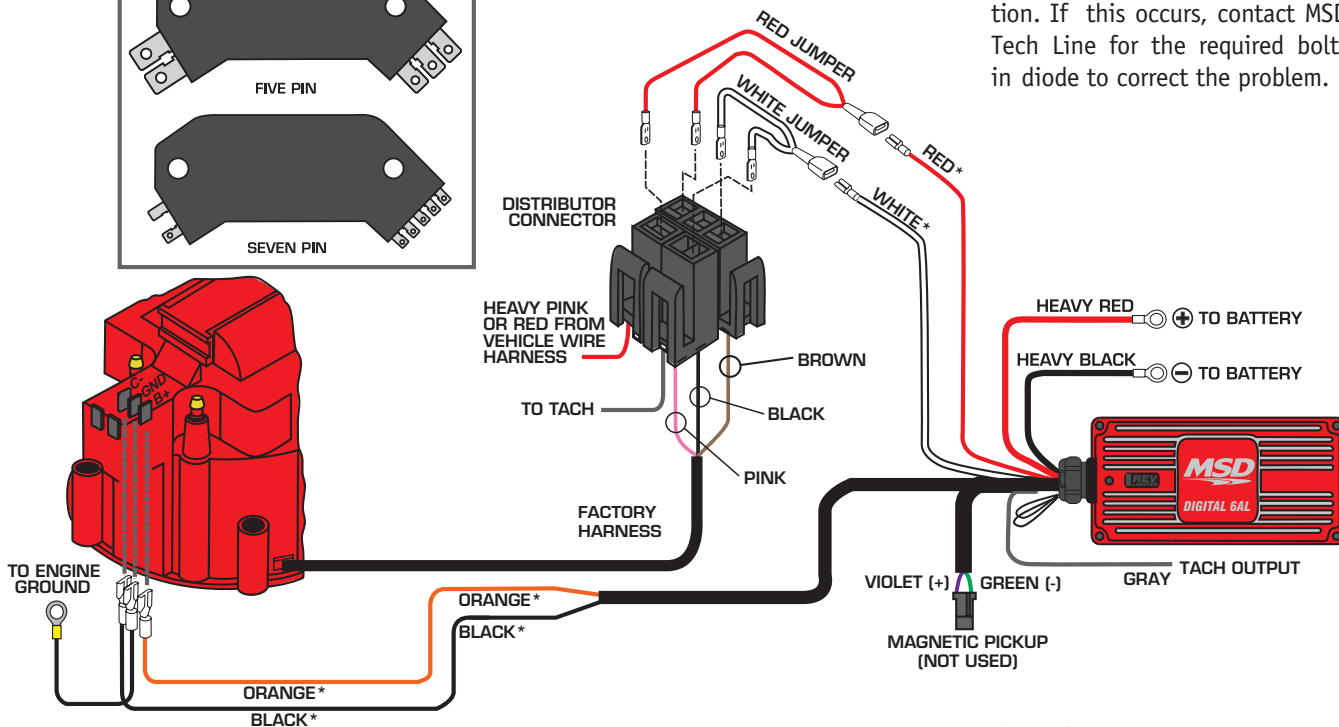 tion. If this occurs, contact MSD
Tech Line for the required bolt
in diode to correct the problem.
FIVE PIN
SEVEN PIN
RED JUMPER
WHITE JUMPER
RED*
WHITE*
DISTRIBUTOR
CONNECTOR
HEAVY PINK
OR RED FROM
VEHICLE WIRE
HARNESS
TO TACH
BROWN
BLACK
PINK
HEAVY RED
+ TO BATTERY
HEAVY BLACK
- TO BATTERY
C-
GND
B+
FACTORY
HARNESS
REV
LIMITER
MSD
DIGITAL 6AL
TO ENGINE
GROUND
VIOLET (+)
GREEN (-)
GRAY
TACH OUTPUT
MAGNETIC PICKUP
(NOT USED)
ORANGE*
BLACK*
ORANGE*
BLACK*